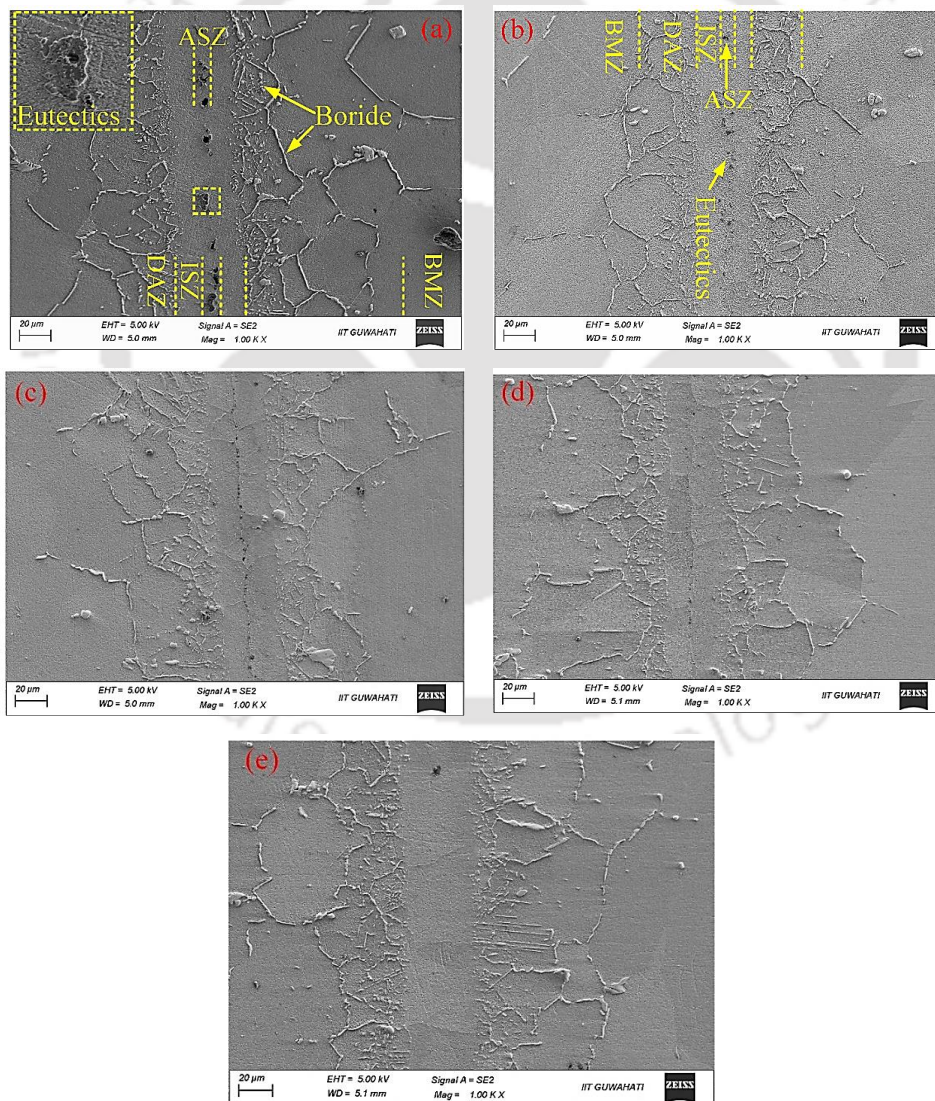 (a)
ASZ
Eutectics
Boride
DAZ
ISZ
BMZ
20 µm
EHT = 5.00 kV
WD = 5.0 mm
Signal A = SE2
Mag = 1.00 K X
IIT GUWAHATI
ZEISS
(b)
BMZ
DAZ
ISZ
ASZ
Eutectics
20 µm
EHT = 5.00 kV
WD = 5.0 mm
Signal A = SE2
Mag = 1.00 K X
IIT GUWAHATI
ZEISS
(c)
20 µm
EHT = 5.00 kV
WD = 5.0 mm
Signal A = SE2
Mag = 1.00 K X
IIT GUWAHATI
ZEISS
(d)
20 µm
EHT = 5.00 kV
WD = 5.1 mm
Signal A = SE2
Mag = 1.00 K X
IIT GUWAHATI
ZEISS
(e)
20 µm
EHT = 5.00 kV
WD = 5.1 mm
Signal A = SE2
Mag = 1.00 K X
IIT GUWAHATI
ZEISS